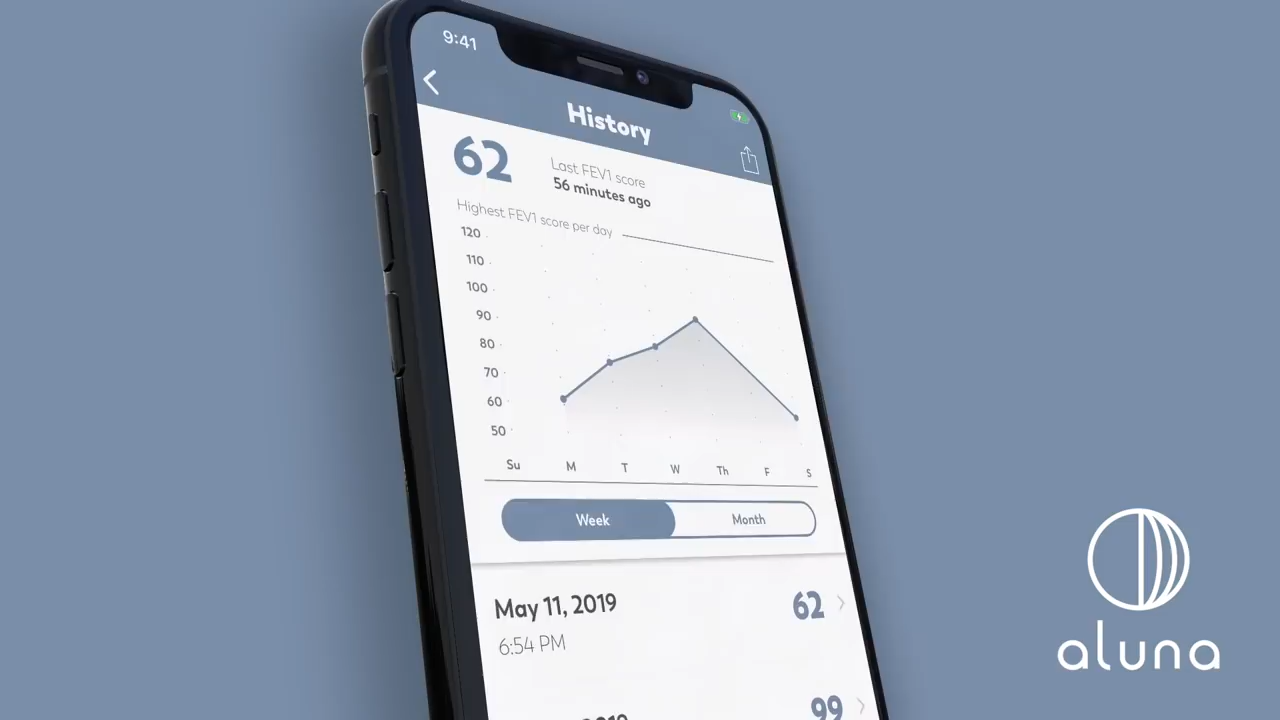 9:41
History
62
Last FEV1 score
56 minutes ago
Highest FEV1 score per day
120
110
100
90
80
70
60
50
Su M T W Th F S
Week Month
May 11, 2019
62
6:54 PM
99
aluna